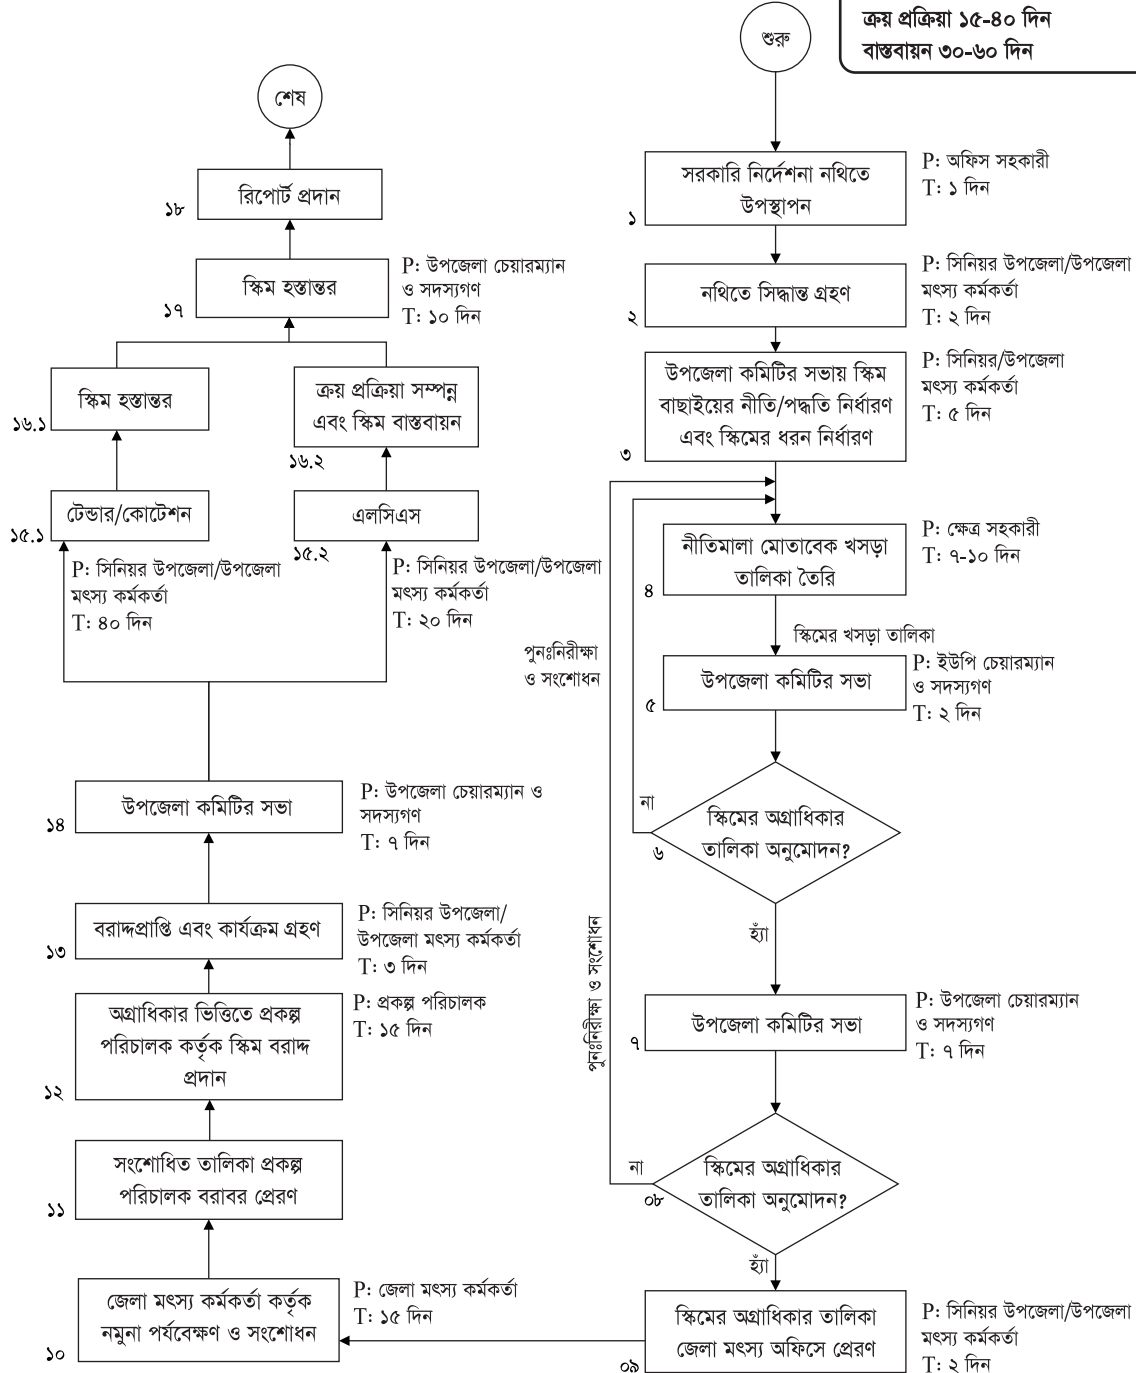 ক্রয় প্রক্রিয়া ১৫-৪০ দিন
বাস্তবায়ন ৩০-৬০ দিন
শুরু
সরকারি নির্দেশনা নথিতে
উপস্থাপন
১
P: অফিস সহকারী
T: ১ দিন
নথিতে সিদ্ধান্ত গ্রহণ
২
P: সিনিয়র উপজেলা/উপজেলা
মৎস্য কর্মকর্তা
T: ২ দিন
উপজেলা কমিটির সভায় স্কিম
বাছাইয়ের নীতি/পদ্ধতি নির্ধারণ
এবং স্কিমের ধরন নির্ধারণ
৩
P: সিনিয়র/উপজেলা
মৎস্য কর্মকর্তা
T: ৫ দিন
নীতিমালা মোতাবেক খসড়া
তালিকা তৈরি
৪
P: ক্ষেত্র সহকারী
T: ৭-১০ দিন
স্কিমের খসড়া তালিকা
উপজেলা কমিটির সভা
৫
P: ইউপি চেয়ারম্যান
ও সদস্যগণ
T: ২ দিন
স্কিমের অগ্রাধিকার
তালিকা অনুমোদন?
৬
না
পুনঃনিরীক্ষা
ও সংশোধন
হ্যাঁ
উপজেলা কমিটির সভা
৭
P: উপজেলা চেয়ারম্যান
ও সদস্যগণ
T: ৭ দিন
স্কিমের অগ্রাধিকার
তালিকা অনুমোদন?
০৮
না
পুনঃনিরীক্ষা ও সংশোধন
হ্যাঁ
স্কিমের অগ্রাধিকার তালিকা
জেলা মৎস্য অফিসে প্রেরণ
০৯
P: সিনিয়র উপজেলা/উপজেলা
মৎস্য কর্মকর্তা
T: ২ দিন
জেলা মৎস্য কর্মকর্তা কর্তৃক
নমুনা পর্যবেক্ষণ ও সংশোধন
১০
P: জেলা মৎস্য কর্মকর্তা
T: ১৫ দিন
সংশোধিত তালিকা প্রকল্প
পরিচালক বরাবর প্রেরণ
১১
অগ্রাধিকার ভিত্তিতে প্রকল্প
পরিচালক কর্তৃক স্কিম বরাদ্দ
প্রদান
১২
P: প্রকল্প পরিচালক
T: ১৫ দিন
বরাদ্দপ্রাপ্তি এবং কার্যক্রম গ্রহণ
১৩
P: সিনিয়র উপজেলা/
উপজেলা মৎস্য কর্মকর্তা
T: ৩ দিন
উপজেলা কমিটির সভা
১৪
P: উপজেলা চেয়ারম্যান ও
সদস্যগণ
T: ৭ দিন
টেন্ডার/কোটেশন
১৫.১
P: সিনিয়র উপজেলা/উপজেলা
মৎস্য কর্মকর্তা
T: ৪০ দিন
এলসিএস
১৫.২
P: সিনিয়র উপজেলা/উপজেলা
মৎস্য কর্মকর্তা
T: ২০ দিন
স্কিম হস্তান্তর
১৬.১
ক্রয় প্রক্রিয়া সম্পন্ন
এবং স্কিম বাস্তবায়ন
১৬.২
স্কিম হস্তান্তর
১৭
P: উপজেলা চেয়ারম্যান
ও সদস্যগণ
T: ১০ দিন
রিপোর্ট প্রদান
১৮
শেষ